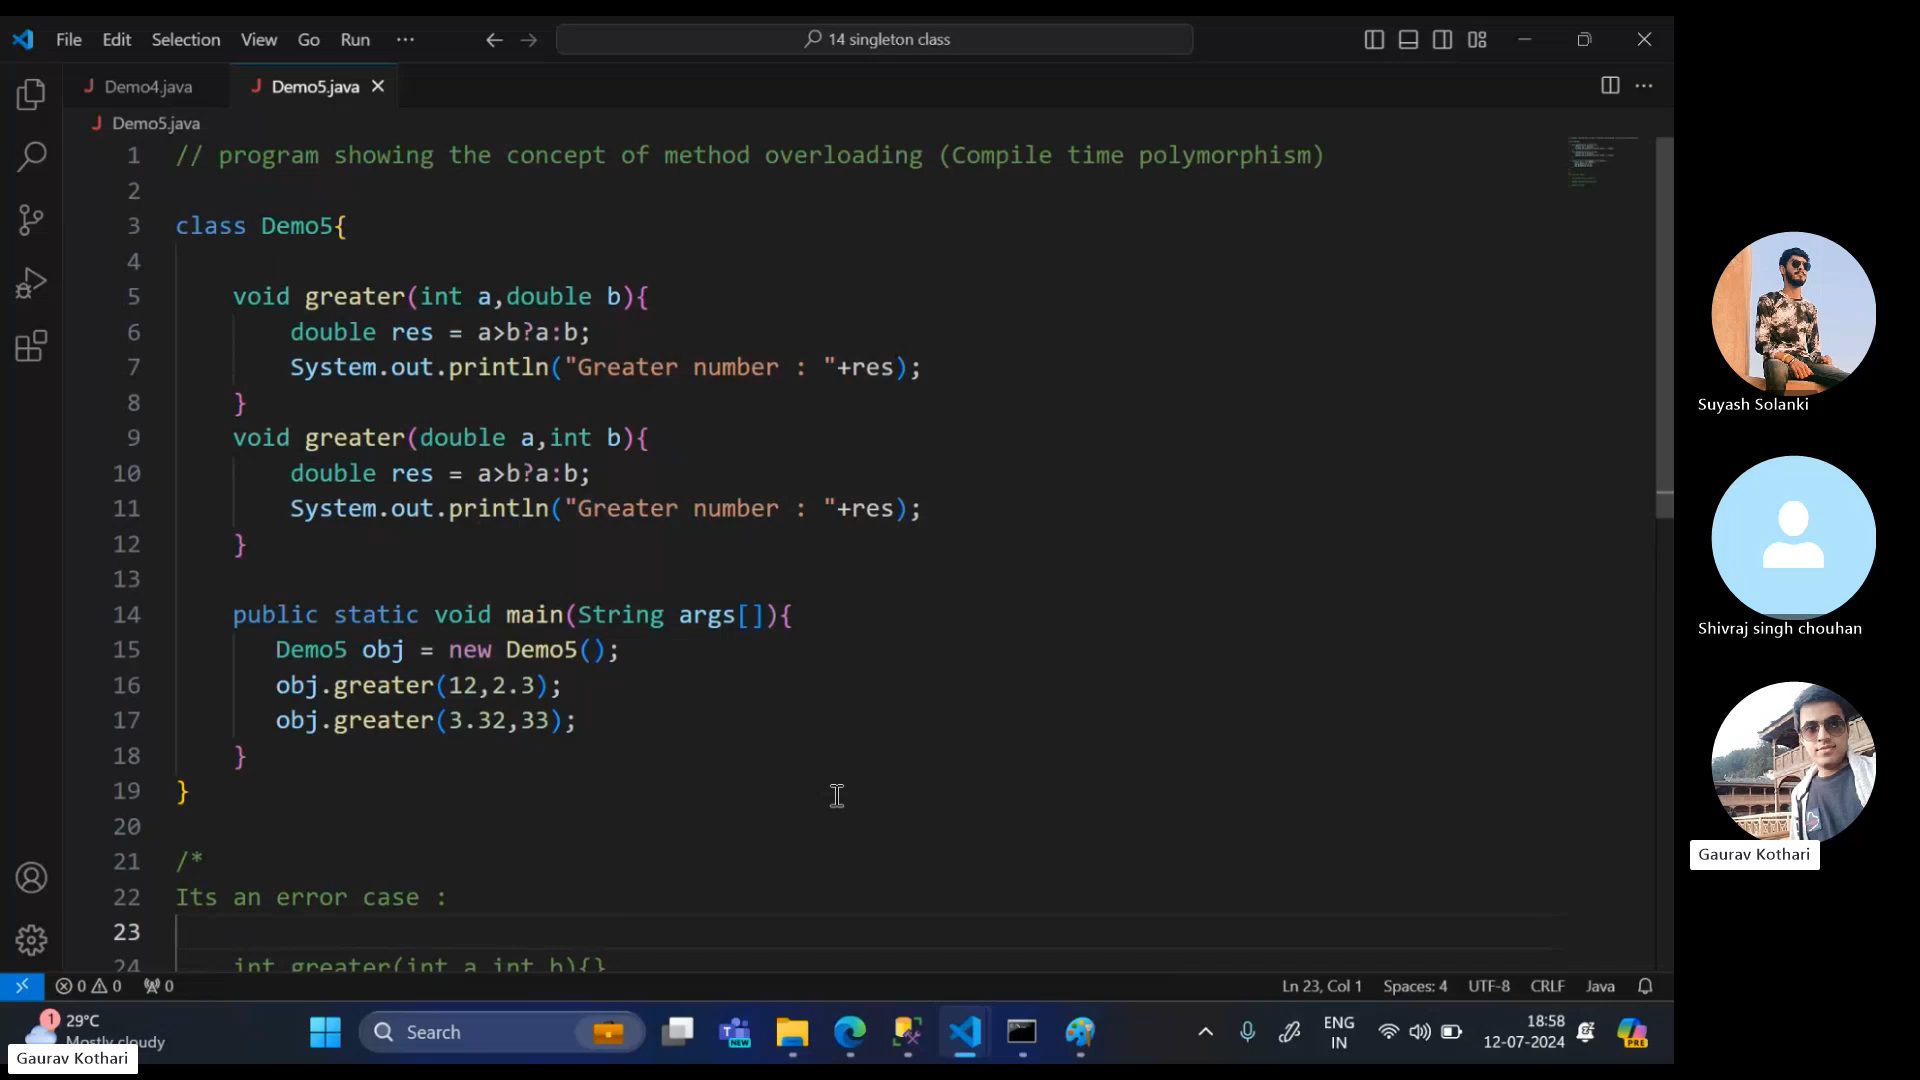 File Edit Selection View Go Run ··· 14 singleton class
J Demo4.java J Demo5.java
J Demo5.java
1 // program showing the concept of method overloading (Compile time polymorphism)
2
3 class Demo5{
4
5 void greater(int a,double b){
6 double res = a>b?a:b;
7 System.out.println("Greater number : "+res);
8 }
9 void greater(double a,int b){
10 double res = a>b?a:b;
11 System.out.println("Greater number : "+res);
12 }
13
14 public static void main(String args[]){
15 Demo5 obj = new Demo5();
16 obj.greater(12,2.3);
17 obj.greater(3.32,33);
18 }
19 }
20
21 /*
22 Its an error case :
23
24 int greater(int a,int b){}
0 0 0 Ln 23, Col 1 Spaces: 4 UTF-8 CRLF Java
1 29°C
Mostly cloudy
Search
NEW
ENG
IN
18:58
12-07-2024
PRE
Gaurav Kothari
Suyash Solanki
Shivraj singh chouhan
Gaurav Kothari